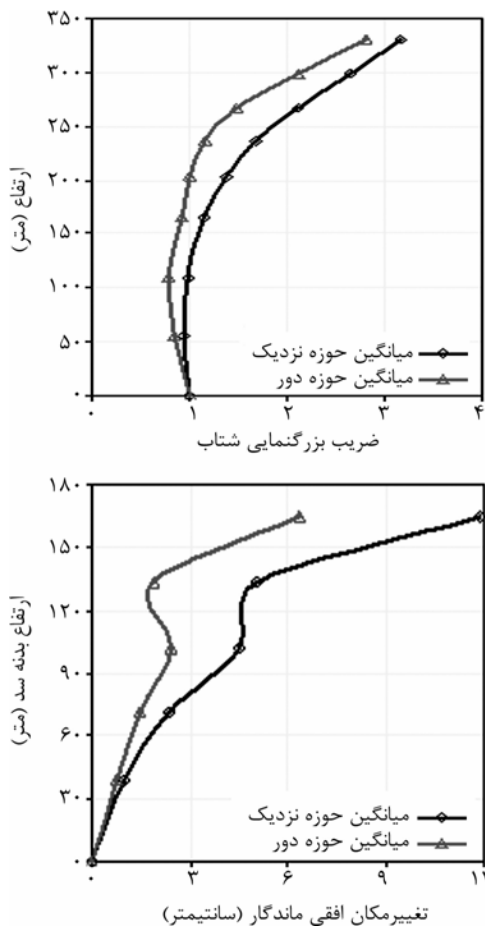 ۳۵۰
۳۰۰
۲۵۰
۲۰۰
۱۵۰
۱۰۰
۵۰
۰
ارتفاع (متر)
میانگین حوزه نزدیک
میانگین حوزه دور
۰ ۱ ۲ ۳ ۴
ضریب بزرگنمایی شتاب
۱۸۰
۱۵۰
۱۲۰
۹۰
۶۰
۳۰
۰
ارتفاع بدنه سد (متر)
میانگین حوزه نزدیک
میانگین حوزه دور
۰ ۳ ۶ ۹
تغییرمکان افقی ماندگار (سانتیمتر)